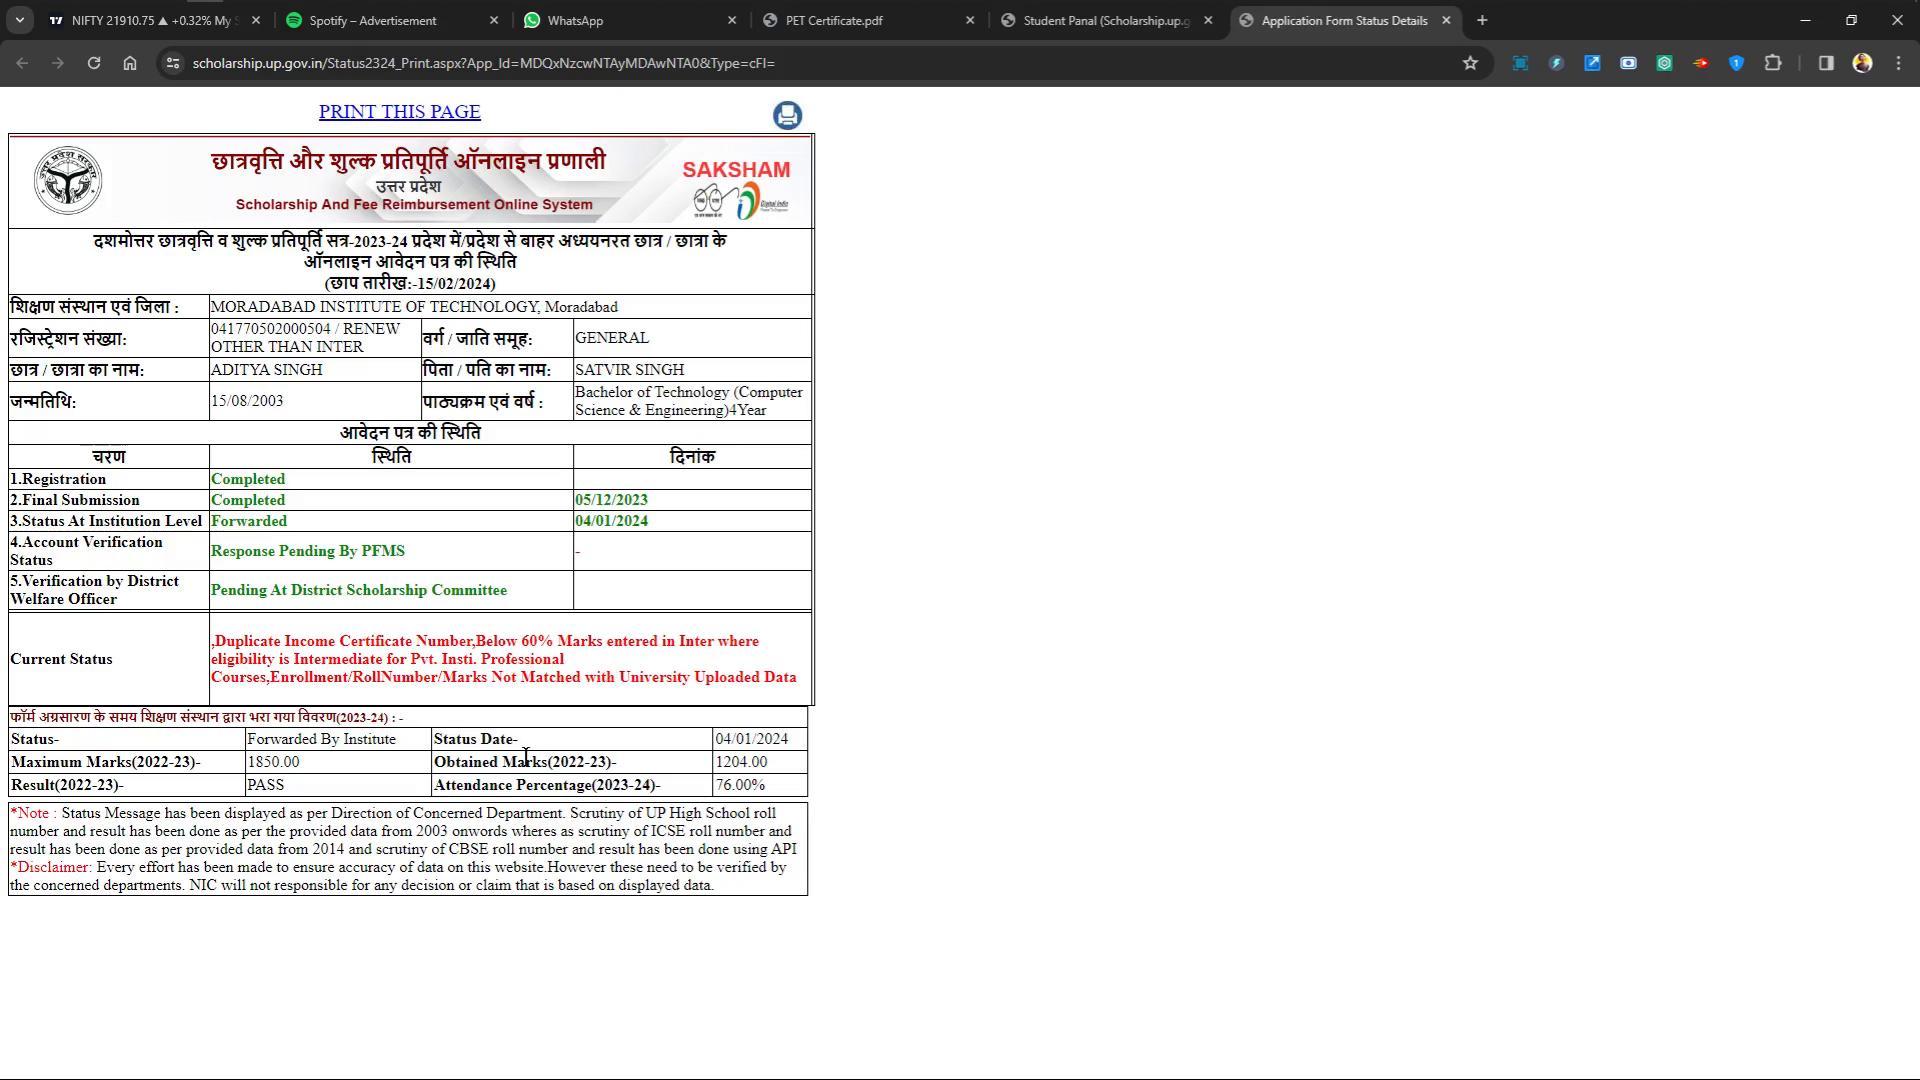 NIFTY 21910.75 ▲ +0.32% My S
Spotify – Advertisement
WhatsApp
PET Certificate.pdf
Student Panal (Scholarship.up.g
Application Form Status Details
scholarship.up.gov.in/Status2324_Print.aspx?App_Id=MDQxNzcwNTAyMDAwNTA0&Type=cFI=
PRINT THIS PAGE
छात्रवृत्ति और शुल्क प्रतिपूर्ति ऑनलाइन प्रणाली
उत्तर प्रदेश
Scholarship And Fee Reimbursement Online System
SAKSHAM
Digital India
दशमोत्तर छात्रवृत्ति व शुल्क प्रतिपूर्ति सत्र-2023-24 प्रदेश में/प्रदेश से बाहर अध्ययनरत छात्र / छात्रा के
ऑनलाइन आवेदन पत्र की स्थिति
(छाप तारीख:-15/02/2024)
शिक्षण संस्थान एवं जिला : MORADABAD INSTITUTE OF TECHNOLOGY, Moradabad
रजिस्ट्रेशन संख्या: 041770502000504 / RENEW
OTHER THAN INTER
वर्ग / जाति समूह: GENERAL
छात्र / छात्रा का नाम: ADITYA SINGH पिता / पति का नाम: SATVIR SINGH
जन्मतिथि: 15/08/2003 पाठ्यक्रम एवं वर्ष : Bachelor of Technology (Computer
Science & Engineering)4Year
आवेदन पत्र की स्थिति
चरण स्थिति दिनांक
1.Registration Completed
2.Final Submission Completed 05/12/2023
3.Status At Institution Level Forwarded 04/01/2024
4.Account Verification
Status
Response Pending By PFMS -
5.Verification by District
Welfare Officer
Pending At District Scholarship Committee
Current Status
,Duplicate Income Certificate Number,Below 60% Marks entered in Inter where
eligibility is Intermediate for Pvt. Insti. Professional
Courses,Enrollment/RollNumber/Marks Not Matched with University Uploaded Data
फॉर्म अग्रसारण के समय शिक्षण संस्थान द्वारा भरा गया विवरण(2023-24) : -
Status- Forwarded By Institute Status Date- 04/01/2024
Maximum Marks(2022-23)- 1850.00 Obtained Marks(2022-23)- 1204.00
Result(2022-23)- PASS Attendance Percentage(2023-24)- 76.00%
*Note : Status Message has been displayed as per Direction of Concerned Department. Scrutiny of UP High School roll
number and result has been done as per the provided data from 2003 onwords wheres as scrutiny of ICSE roll number and
result has been done as per provided data from 2014 and scrutiny of CBSE roll number and result has been done using API
*Disclaimer: Every effort has been made to ensure accuracy of data on this website.However these need to be verified by
the concerned departments. NIC will not responsible for any decision or claim that is based on displayed data.